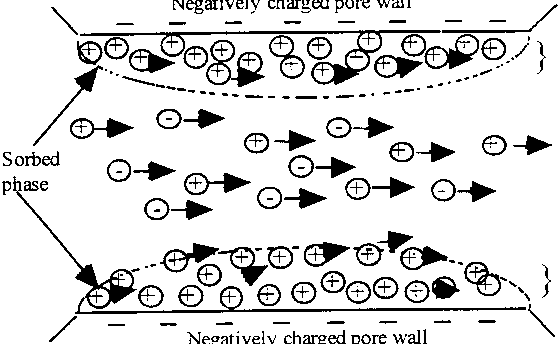 Negatively charged pore wall
Sorbed
phase
Negatively charged pore wall